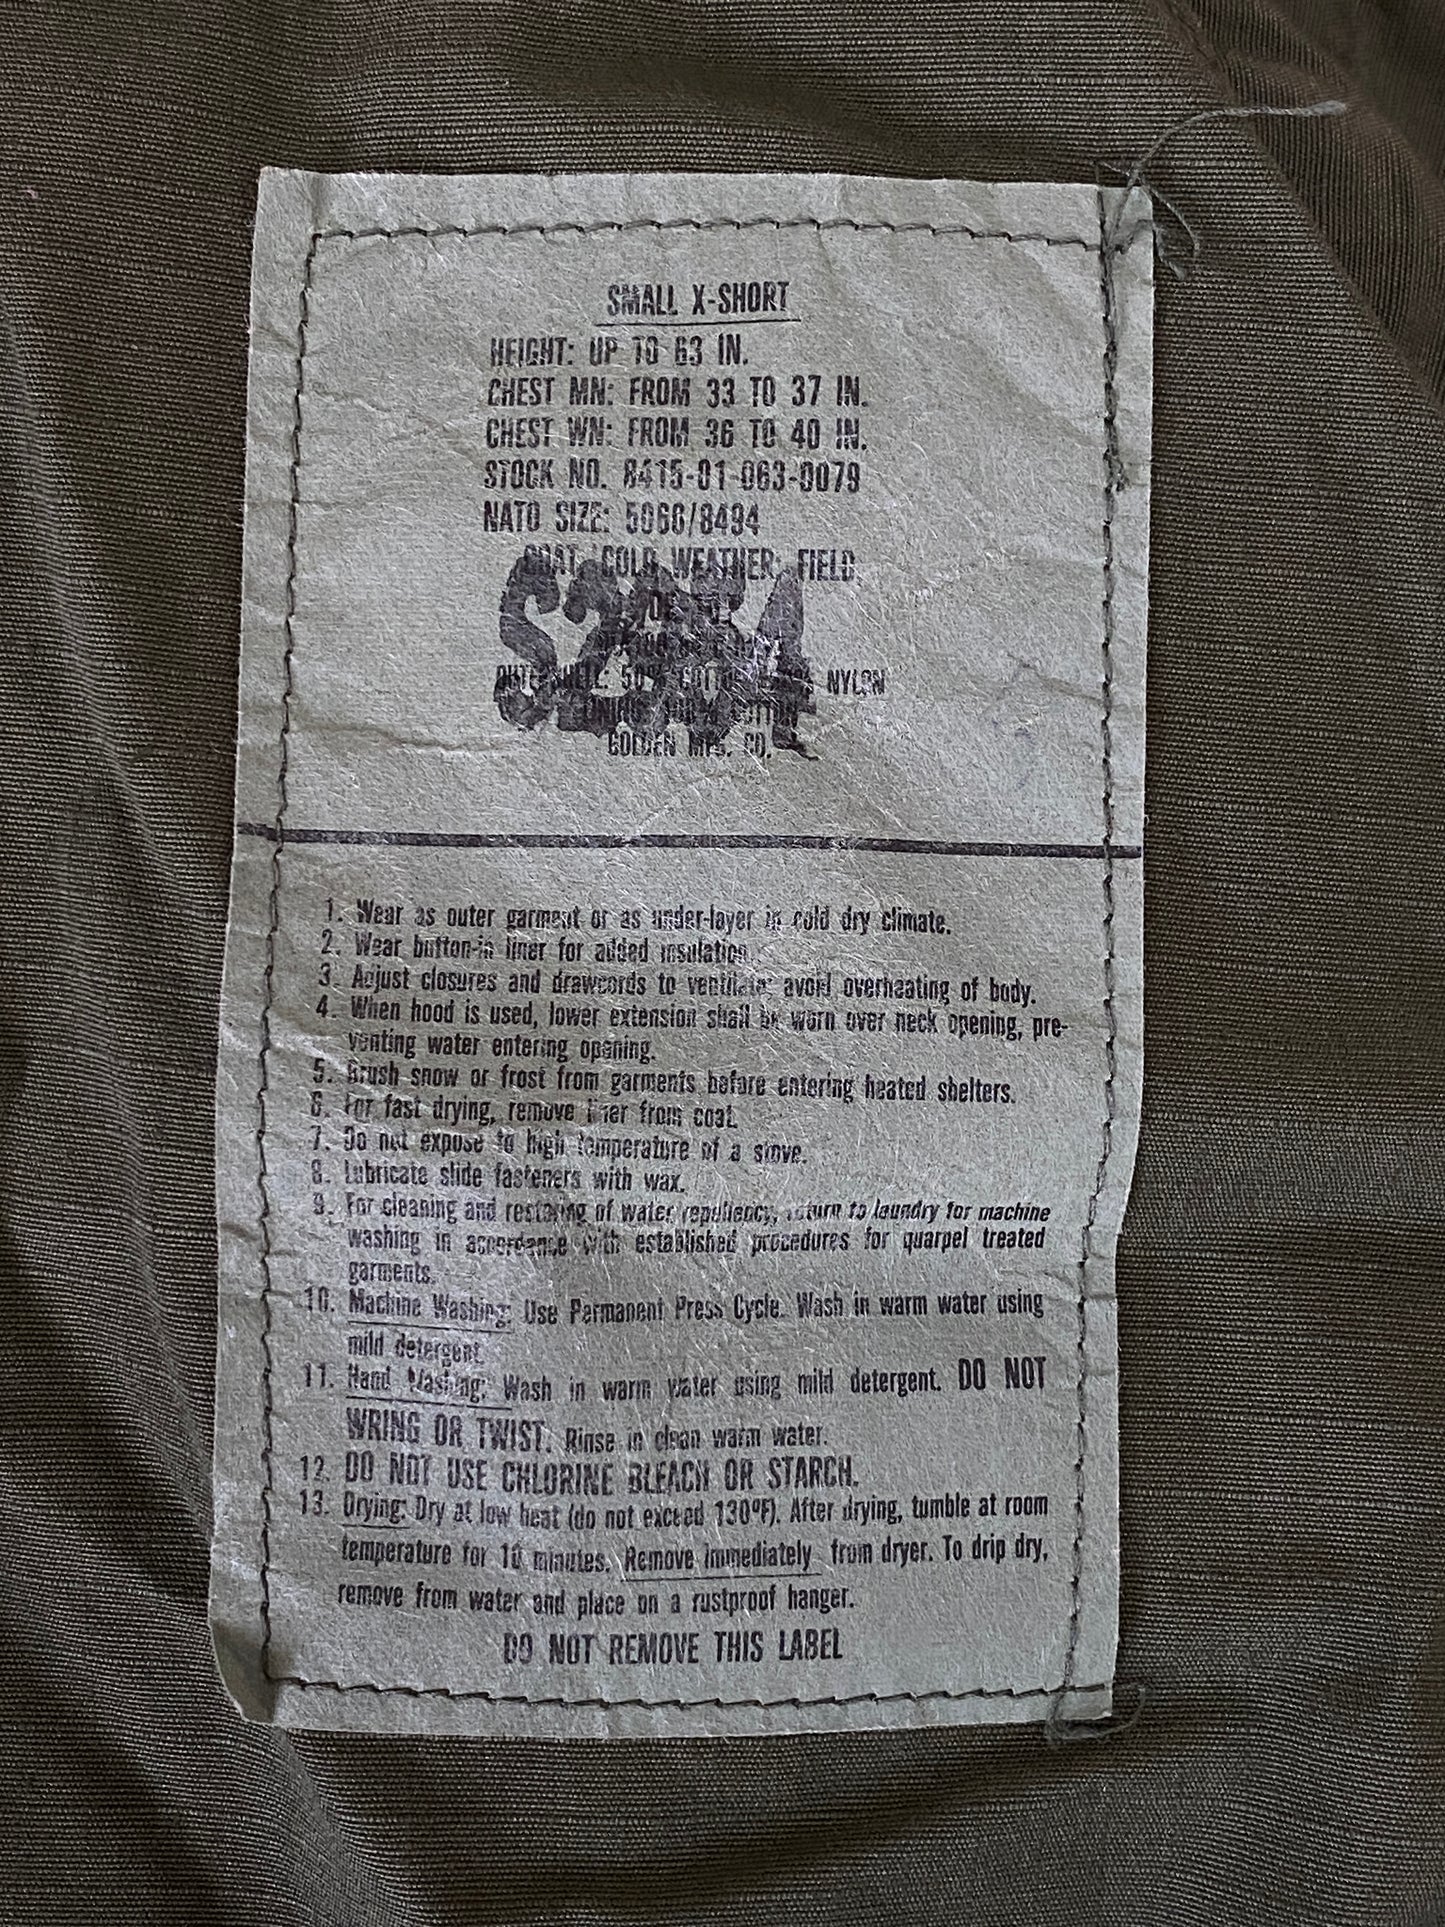 SMALL X-SHORT
HEIGHT: UP TO 63 IN.
CHEST MN: FROM 33 TO 37 IN.
CHEST WN: FROM 36 TO 40 IN.
STOCK NO. 8415-01-063-0079
NATO SIZE: 5060/8494
COAT, COLD WEATHER, FIELD
OUTERSHELL: 50% COTTON NYLON
LINING: 100% COTTON
GOLDEN MFG. CO.
1. Wear as outer garment or as under-layer in cold dry climate.
2. Wear button-in liner for added insulation.
3. Adjust closures and drawcords to ventilate; avoid overheating of body.
4. When hood is used, lower extension shall be worn over neck opening, pre-
venting water entering opening.
5. Brush snow or frost from garments before entering heated shelters.
6. For fast drying, remove liner from coat.
7. Do not expose to high temperature of a stove.
8. Lubricate slide fasteners with wax.
9. For cleaning and restoring of water repellency, return to laundry for machine
washing in accordance with established procedures for quarpel treated
garments.
10. Machine Washing: Use Permanent Press Cycle. Wash in warm water using
mild detergent.
11. Hand Washing: Wash in warm water using mild detergent. DO NOT
WRING OR TWIST. Rinse in clean warm water.
12. DO NOT USE CHLORINE BLEACH OR STARCH.
13. Drying: Dry at low heat (do not exceed 130°F). After drying, tumble at room
temperature for 10 minutes. Remove immediately from dryer. To drip dry,
remove from water and place on a rustproof hanger.
DO NOT REMOVE THIS LABEL